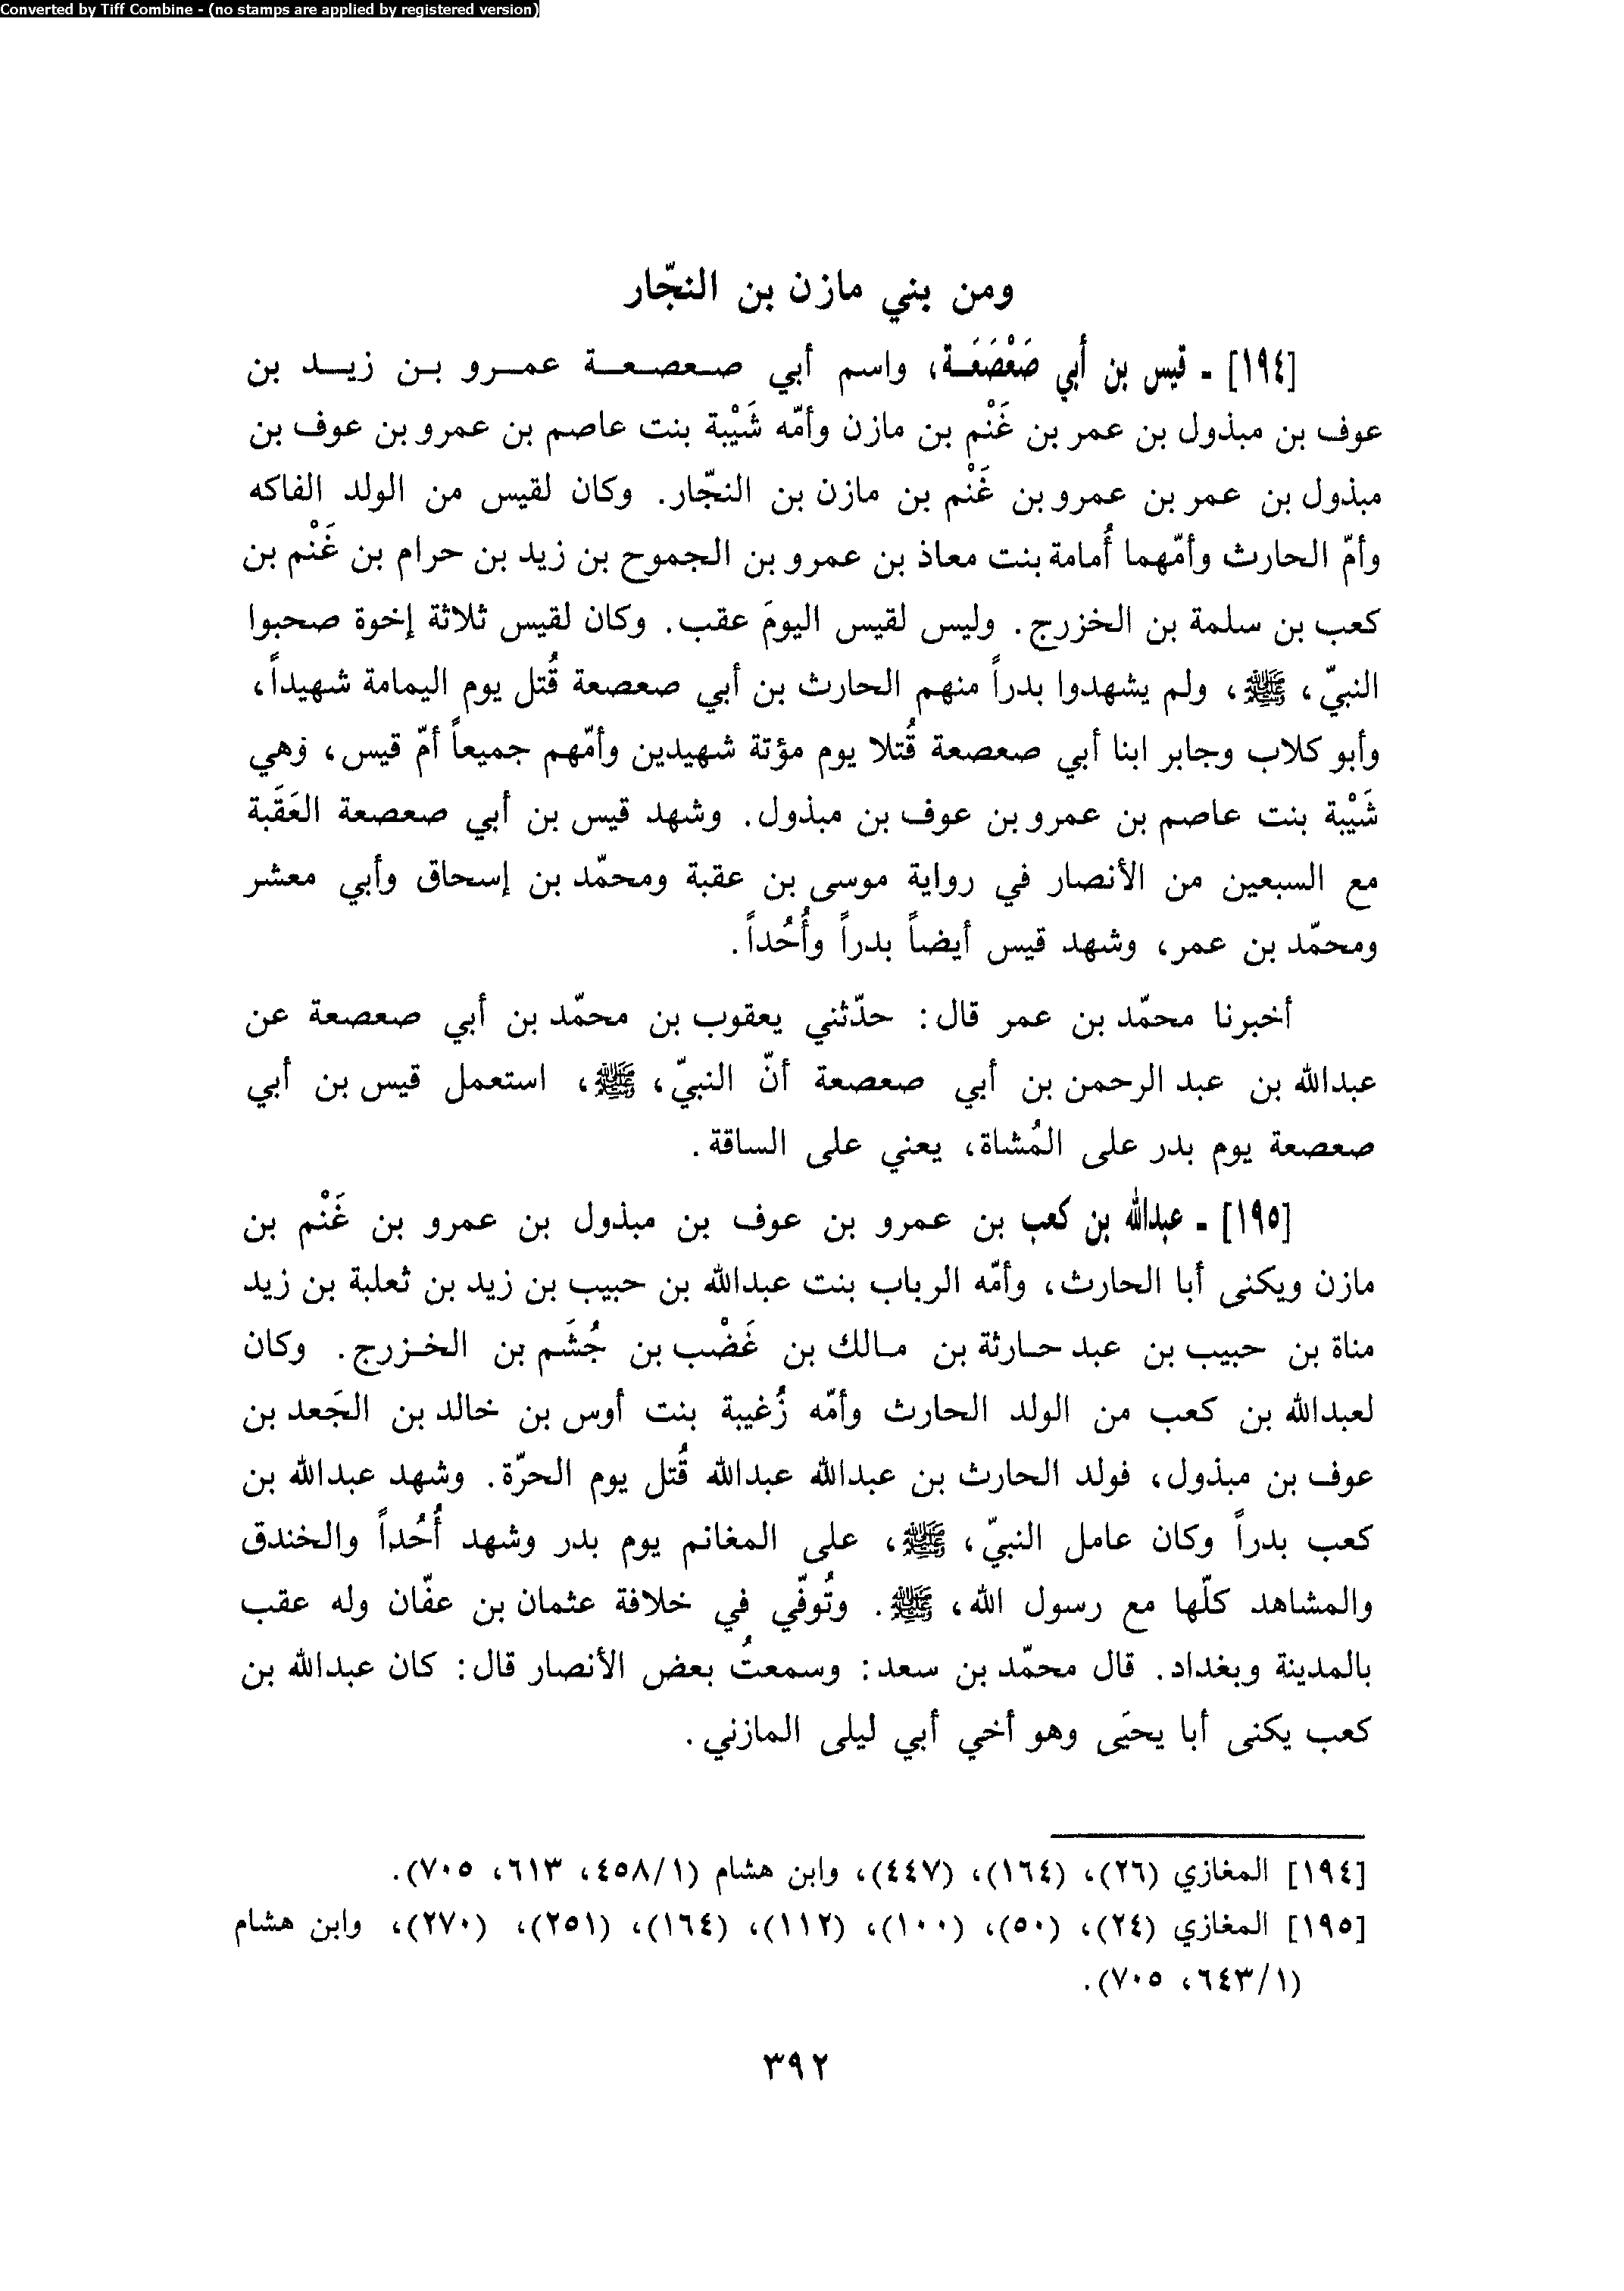 Converted by Tiff Combine - (no stamps are applied by registered version)
ومن بني مازن بن النجّار
[١٩٤] - قيس بن أبي صَعْصَعَة، واسم أبي صعصعة عمرو بن زيد بن
عوف بن مبذول بن عمر بن غَنْم بن مازن وأمّه شَيْبة بنت عاصم بن عمرو بن عوف بن
مبذول بن عمر بن عمرو بن غَنْم بن مازن بن النجّار. وكان لقيس من الولد الفاكه
وأمّ الحارث وأمّهما أُمامة بنت معاذ بن عمرو بن الجموح بن زيد بن حرام بن غَنْم بن
كعب بن سلمة بن الخزرج. وليس لقيس اليومَ عقب. وكان لقيس ثلاثة إخوة صحبوا
النبيّ، ﷺ، ولم يشهدوا بدراً منهم الحارث بن أبي صعصعة قُتل يوم اليمامة شهيداً،
وأبو كلاب وجابر ابنا أبي صعصعة قُتلا يوم مؤتة شهيدين وأمّهم جميعاً أمّ قيس، وهي
شَيْبة بنت عاصم بن عمرو بن عوف بن مبذول. وشهد قيس بن أبي صعصعة العَقَبة
مع السبعين من الأنصار في رواية موسى بن عقبة ومحمّد بن إسحاق وأبي معشر
ومحمّد بن عمر، وشهد قيس أيضاً بدراً وأُحُداً.
أخبرنا محمّد بن عمر قال: حدّثني يعقوب بن محمّد بن أبي صعصعة عن
عبدالله بن عبد الرحمن بن أبي صعصعة أنّ النبيّ، ﷺ، استعمل قيس بن أبي
صعصعة يوم بدر على المُشاة، يعني على الساقة.
[١٩٥] - عبدالله بن كعب بن عمرو بن عوف بن مبذول بن عمرو بن غَنْم بن
مازن ويكنى أبا الحارث، وأمّه الرباب بنت عبدالله بن حبيب بن زيد بن ثعلبة بن زيد
مناة بن حبيب بن عبد حارثة بن مالك بن غَضْب بن جُشَم بن الخزرج. وكان
لعبدالله بن كعب من الولد الحارث وأمّه زُغيبة بنت أوس بن خالد بن الجَعد بن
عوف بن مبذول، فولد الحارث بن عبدالله عبدالله قُتل يوم الحرّة. وشهد عبدالله بن
كعب بدراً وكان عامل النبيّ، ﷺ، على المغانم يوم بدر وشهد أُحُداً والخندق
والمشاهد كلّها مع رسول الله، ﷺ. وتُوفّي في خلافة عثمان بن عفّان وله عقب
بالمدينة وبغداد. قال محمّد بن سعد: وسمعتُ بعض الأنصار قال: كان عبدالله بن
كعب يكنى أبا يحيَى وهو أخي أبي ليلى المازني.
[١٩٤] المغازي (٢٦)، (١٦٤)، (٤٤٧)، وابن هشام (٤٥٨/١، ٦١٣، ٧٠٥).
[١٩٥] المغازي (٢٤)، (٥٠)، (١٠٠)، (١١٢)، (١٦٤)، (٢٥١)، (٢٧٠)، وابن هشام
(٦٤٣/١، ٧٠٥).
٣٩٢